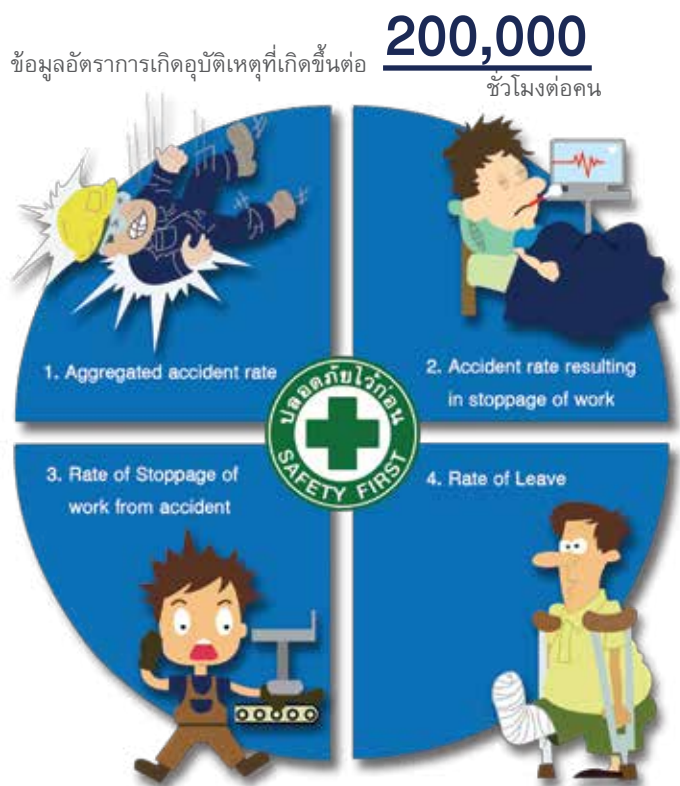 ข้อมูลอัตราการเกิดอุบัติเหตุที่เกิดขึ้นต่อ 200,000
ชั่วโมงต่อคน
1. Aggregated accident rate
2. Accident rate resulting
in stoppage of work
ปลอดภัยไว้ก่อน
SAFETY FIRST
3. Rate of Stoppage of
work from accident
4. Rate of Leave